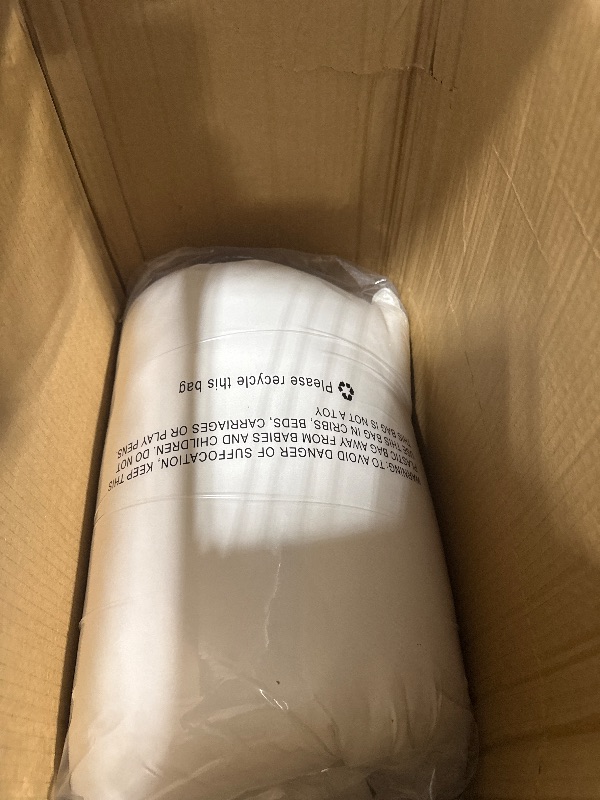 WARNING: TO AVOID DANGER OF SUFFOCATION, KEEP THIS
PLASTIC BAG AWAY FROM BABIES AND CHILDREN. DO NOT
USE THIS BAG IN CRIBS, BEDS, CARRIAGES OR PLAY PENS
THIS BAG IS NOT A TOY
Please recycle this bag